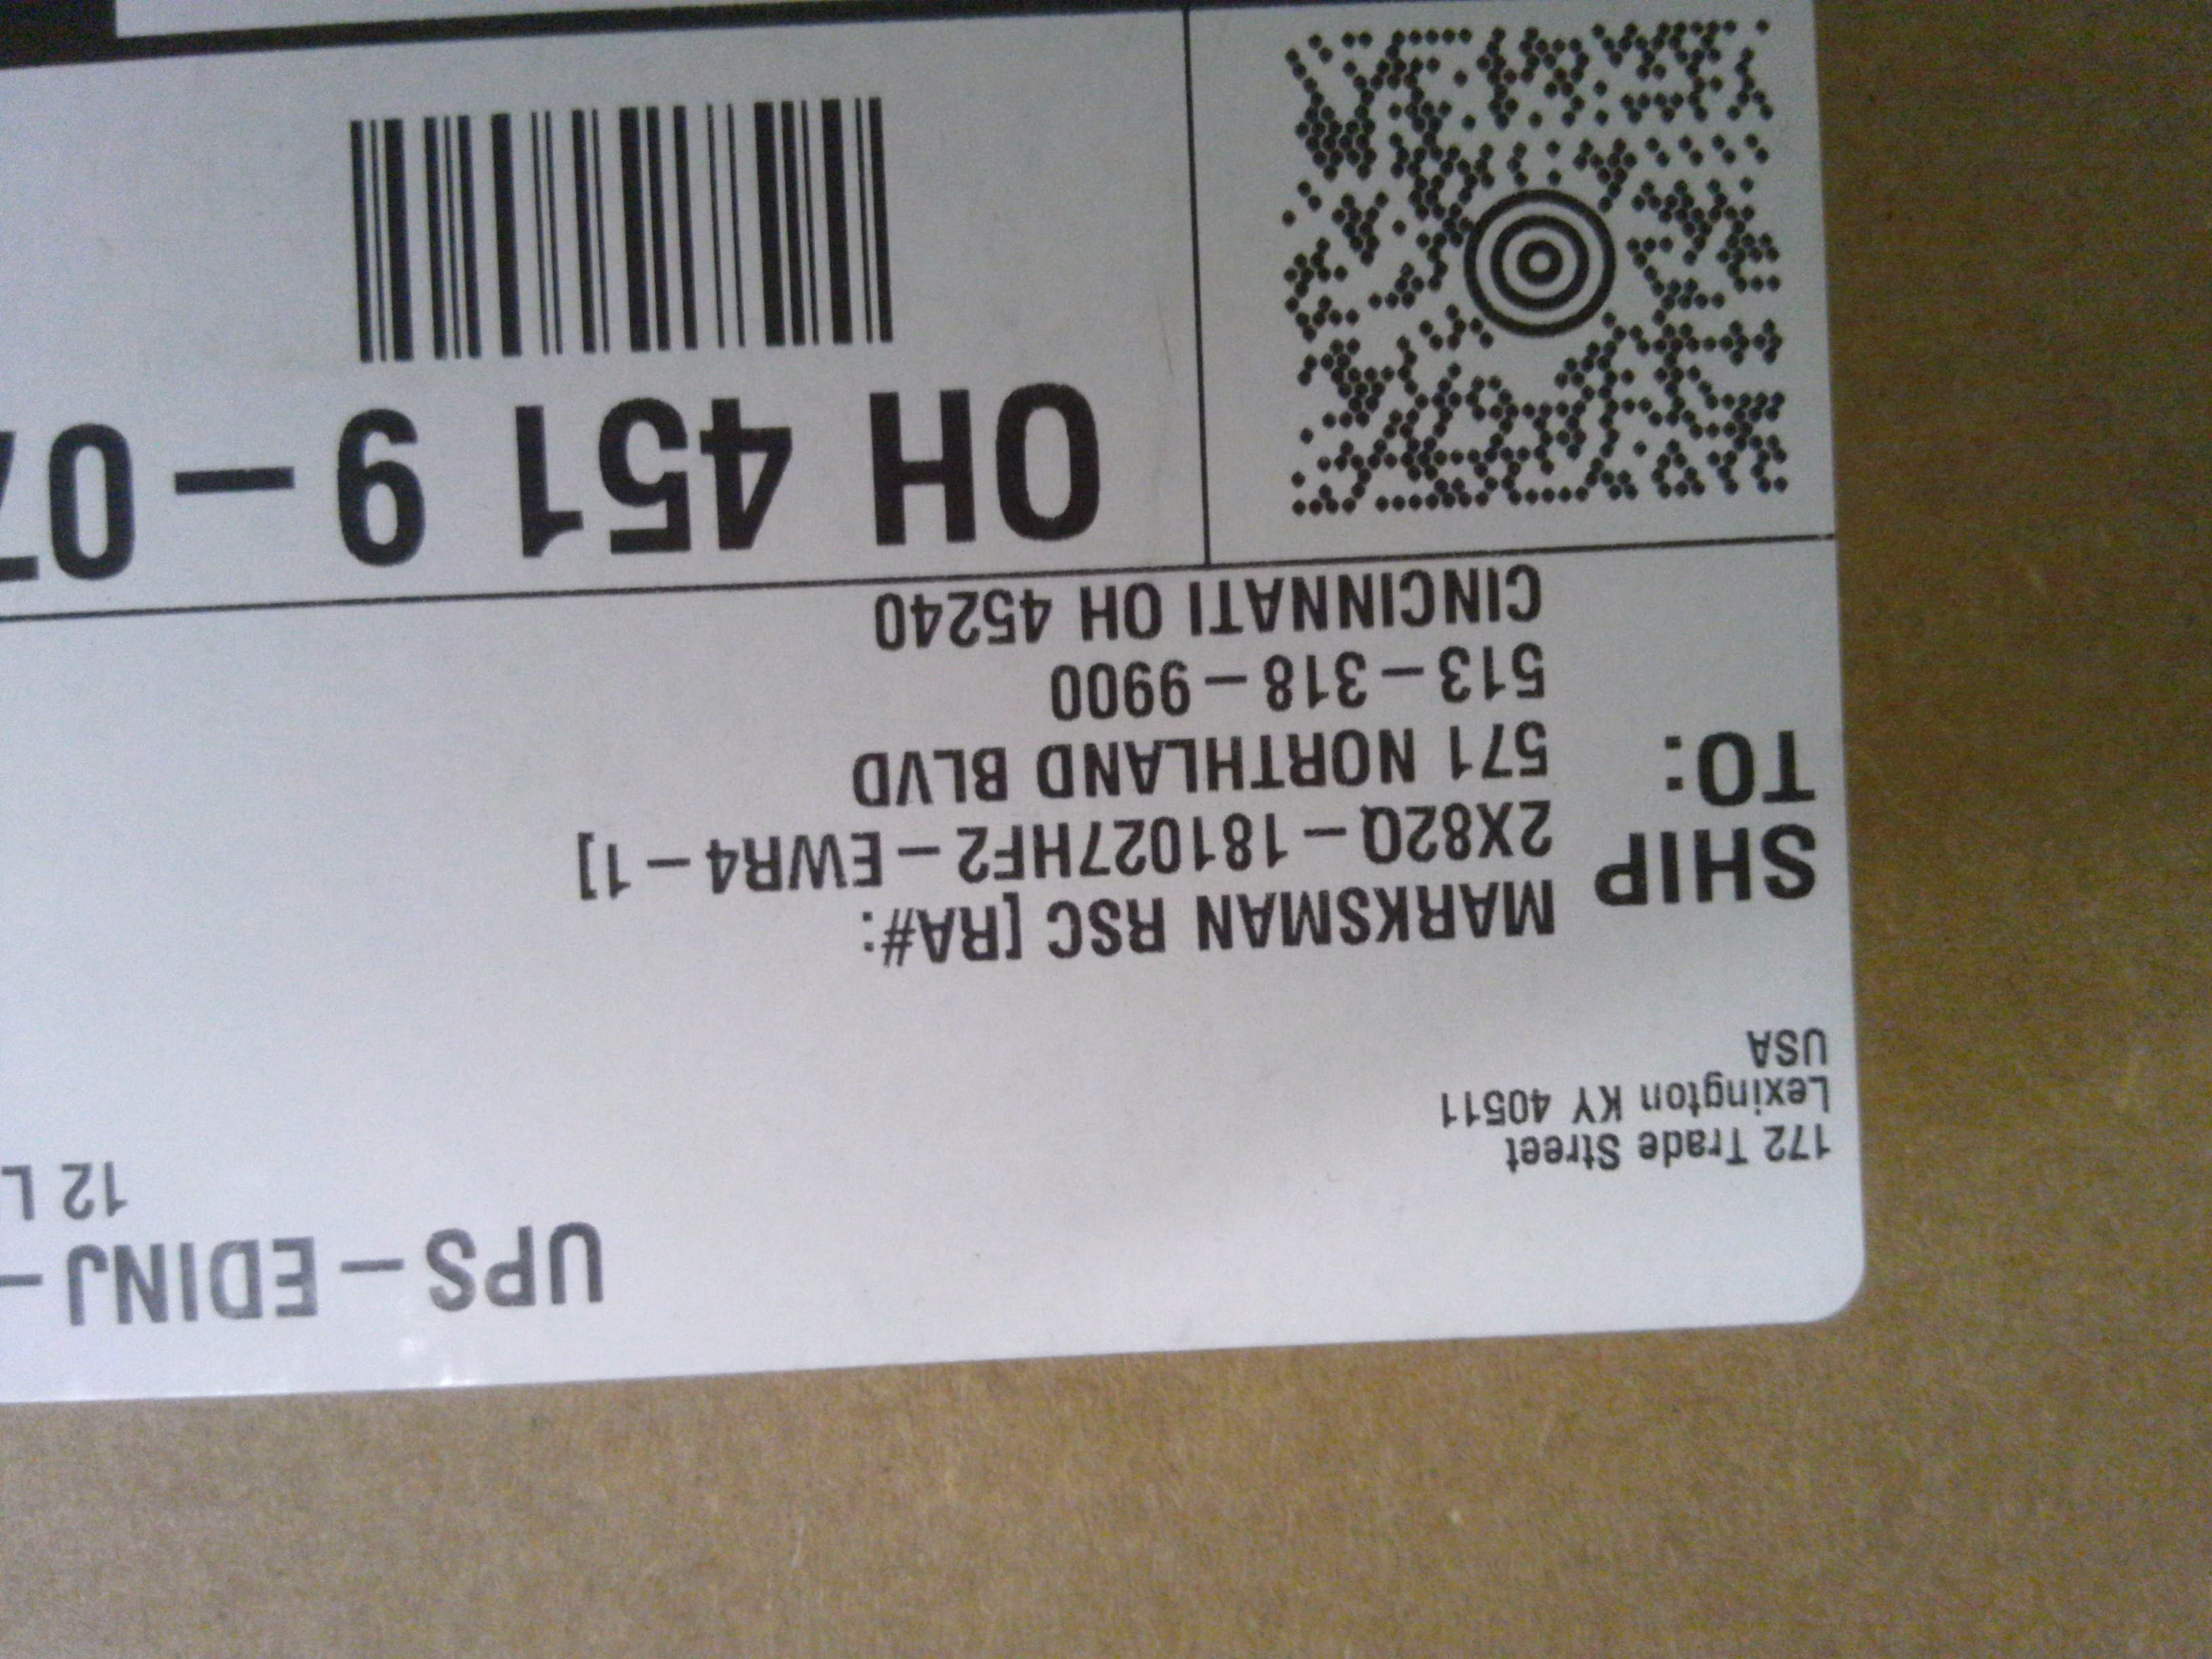 UPS-EDINJ-
12 L
172 Trade Street
Lexington KY 40511
USA
SHIP
TO:
MARKSMAN RSC [RA#:
2X82Q-181027HF2-EWR4-1]
571 NORTHLAND BLVD
513-318-9900
CINCINNATI OH 45240
OH 451 9-07